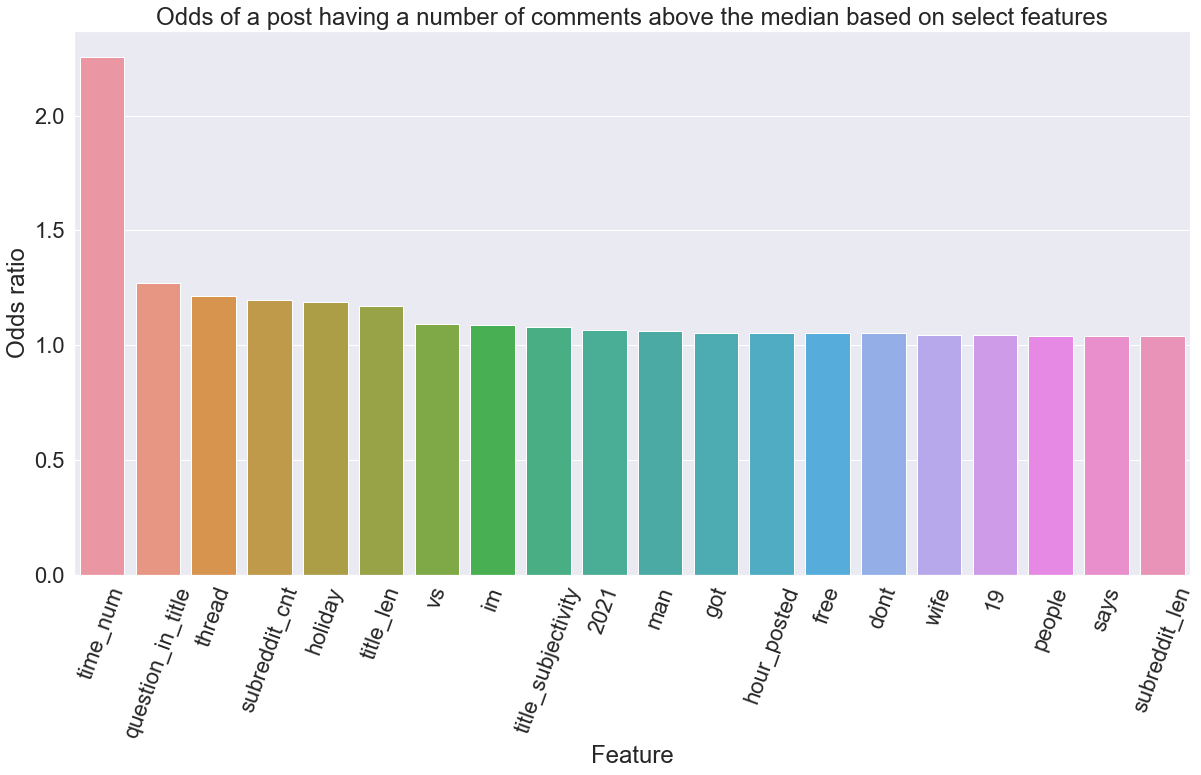 Odds of a post having a number of comments above the median based on select features
Odds ratio
2.0
1.5
1.0
0.5
0.0
time_num
question_in_title
thread
subreddit_cnt
holiday
title_len
vs
im
title_subjectivity
2021
man
got
hour_posted
free
dont
wife
19
people
says
subreddit_len
Feature